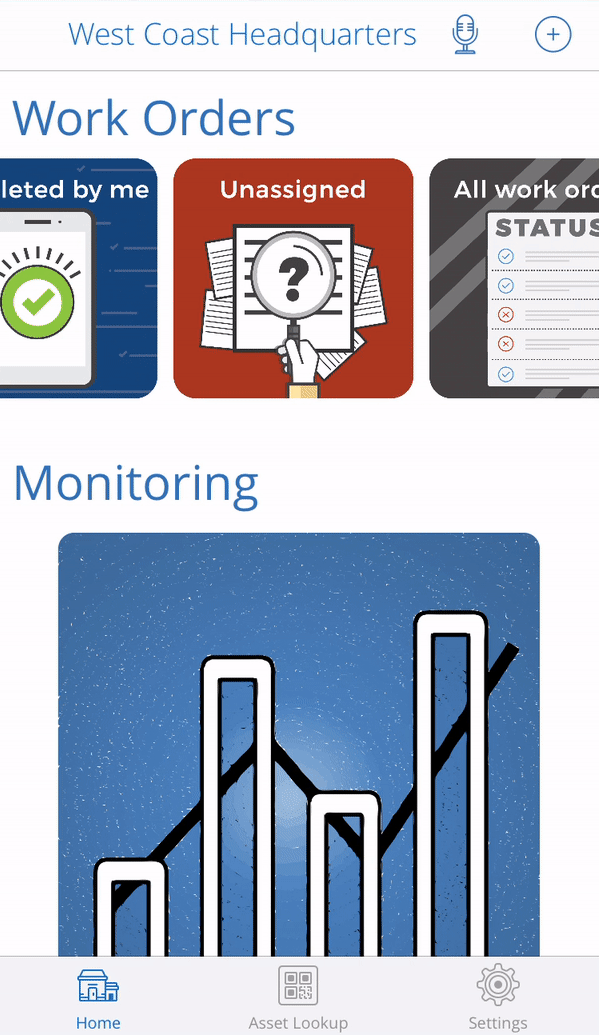 West Coast Headquarters
Work Orders
leted by me
Unassigned
?
All work ord
STATUS
Monitoring
Home
Asset Lookup
Settings